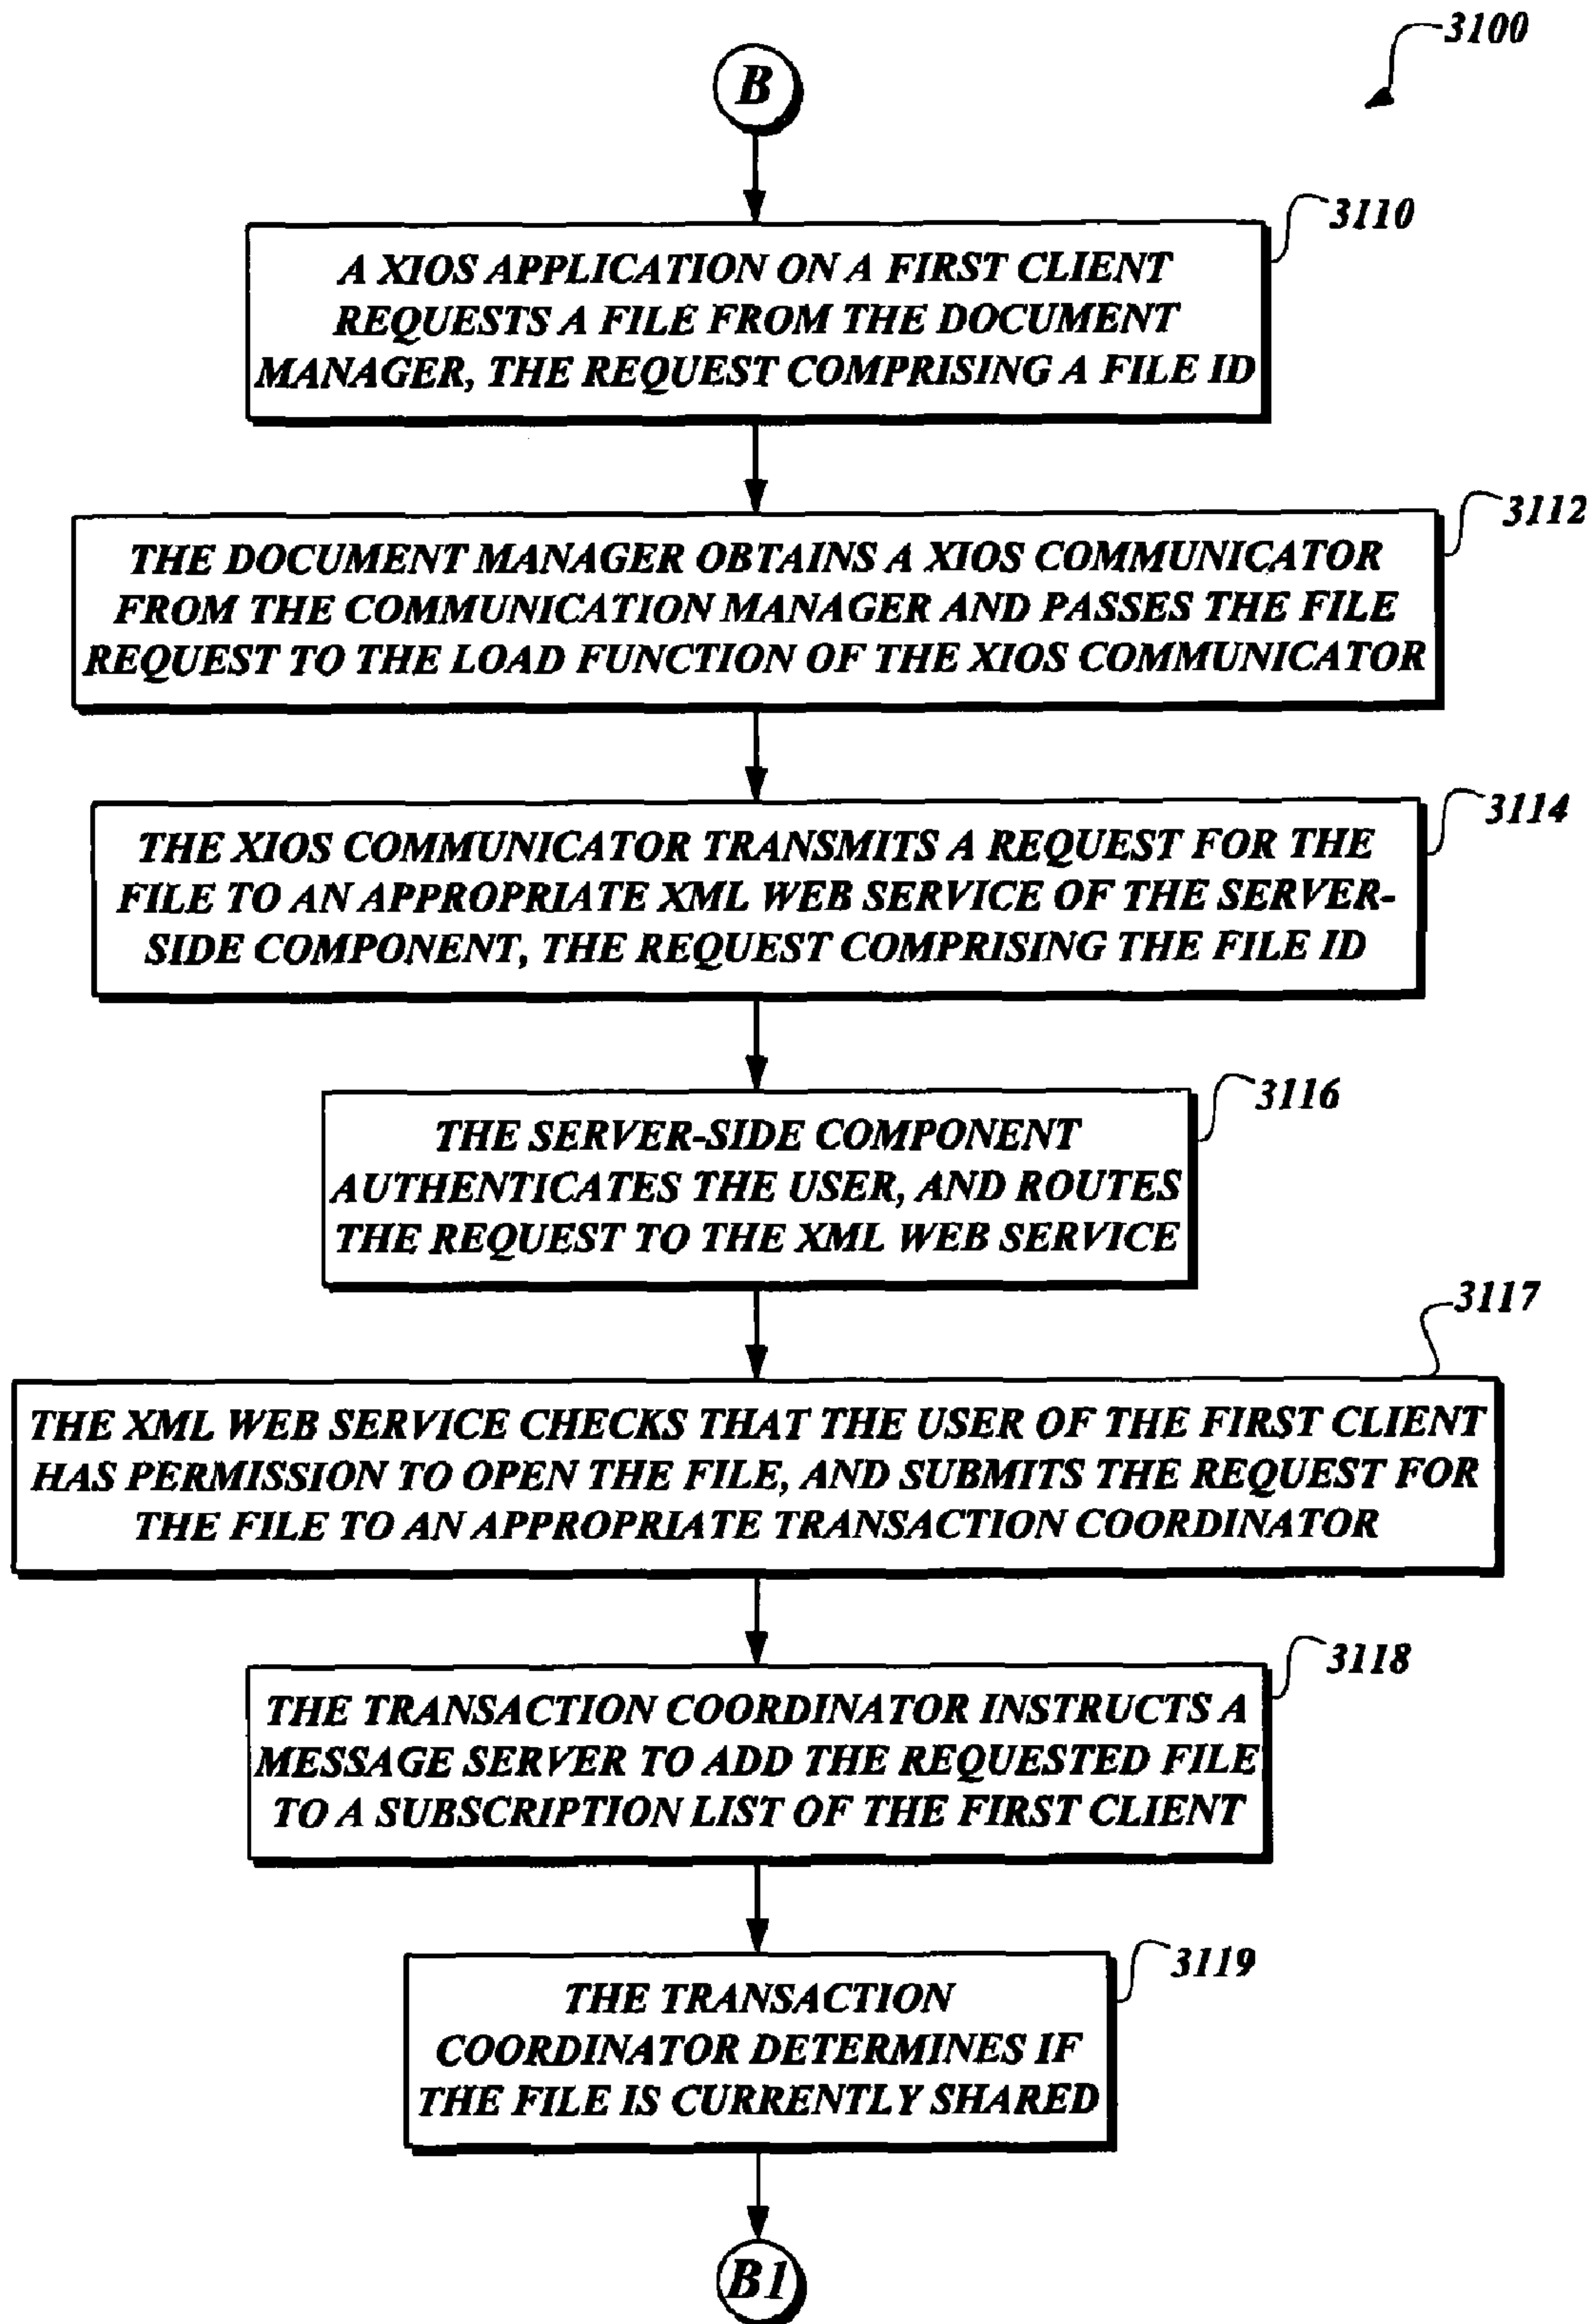 3100
B
3110
A XIOS APPLICATION ON A FIRST CLIENT
REQUESTS A FILE FROM THE DOCUMENT
MANAGER, THE REQUEST COMPRISING A FILE ID
3112
THE DOCUMENT MANAGER OBTAINS A XIOS COMMUNICATOR
FROM THE COMMUNICATION MANAGER AND PASSES THE FILE
REQUEST TO THE LOAD FUNCTION OF THE XIOS COMMUNICATOR
3114
THE XIOS COMMUNICATOR TRANSMITS A REQUEST FOR THE
FILE TO AN APPROPRIATE XML WEB SERVICE OF THE SERVER-
SIDE COMPONENT, THE REQUEST COMPRISING THE FILE ID
3116
THE SERVER-SIDE COMPONENT
AUTHENTICATES THE USER, AND ROUTES
THE REQUEST TO THE XML WEB SERVICE
3117
THE XML WEB SERVICE CHECKS THAT THE USER OF THE FIRST CLIENT
HAS PERMISSION TO OPEN THE FILE, AND SUBMITS THE REQUEST FOR
THE FILE TO AN APPROPRIATE TRANSACTION COORDINATOR
3118
THE TRANSACTION COORDINATOR INSTRUCTS A
MESSAGE SERVER TO ADD THE REQUESTED FILE
TO A SUBSCRIPTION LIST OF THE FIRST CLIENT
3119
THE TRANSACTION
COORDINATOR DETERMINES IF
THE FILE IS CURRENTLY SHARED
B1